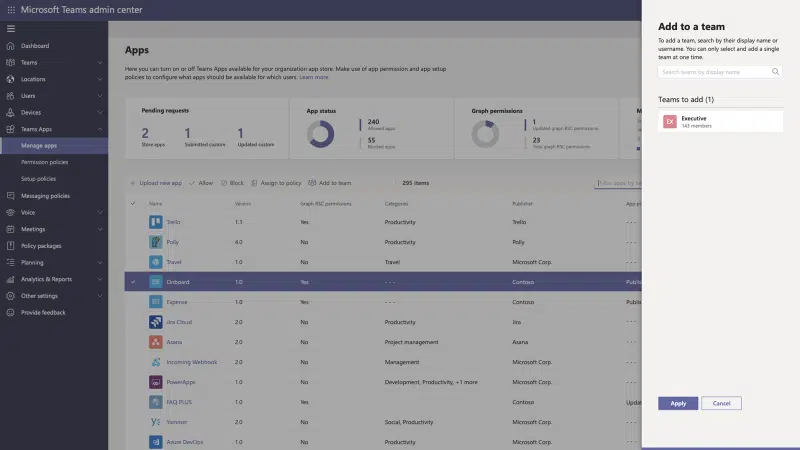 Microsoft Teams admin center
Dashboard
Teams
Locations
Users
Devices
Teams Apps
Manage apps
Permission policies
Setup policies
Messaging policies
Voice
Meetings
Policy packages
Planning
Analytics & Reports
Other settings
Provide feedback
Apps
Here you can turn on or off Teams Apps available for your organization app store. Make use of app permission and app setup
policies to configure what apps should be available for which users. Learn more.
Pending requests
2 1 1
Store apps Submitted custom Updated custom
App status
240
Allowed apps
55
Blocked apps
Graph permissions
1
Updated graph RSC permissions
23
Total graph RSC permissions
Upload new app Allow Block Assign to policy Add to team 295 items Filter apps by
Name Version Graph RSC permissions Categories Publisher
Trello 1.3 Yes Productivity Trello - - -
Polly 4.0 No Productivity Polly - - -
Travel 1.0 No Travel Microsoft Corp. - - -
Onboard 1.0 Yes - - - Contoso
Expense 1.0 Yes Contoso
Jira Cloud 2.0 No Productivity Jira - - -
Asana 2.0 No Project management Asana - - -
Incoming Webhook 2.0 No Management Microsoft Corp. - - -
PowerApps 1.0 No Development, Productivity, +1 more Microsoft Corp. - - -
FAQ PLUS 1.0 Yes Contoso
Yammer 2.0 No Social, Productivity Microsoft Corp. - - -
Azure DevOps 1.0 No Productivity Microsoft Corp. - - -
Add to a team
To add a team, search by their display name or
username. You can only select and add a single
team at one time.
Search teams by display name
Teams to add (1)
EX Executive
143 members
Apply Cancel